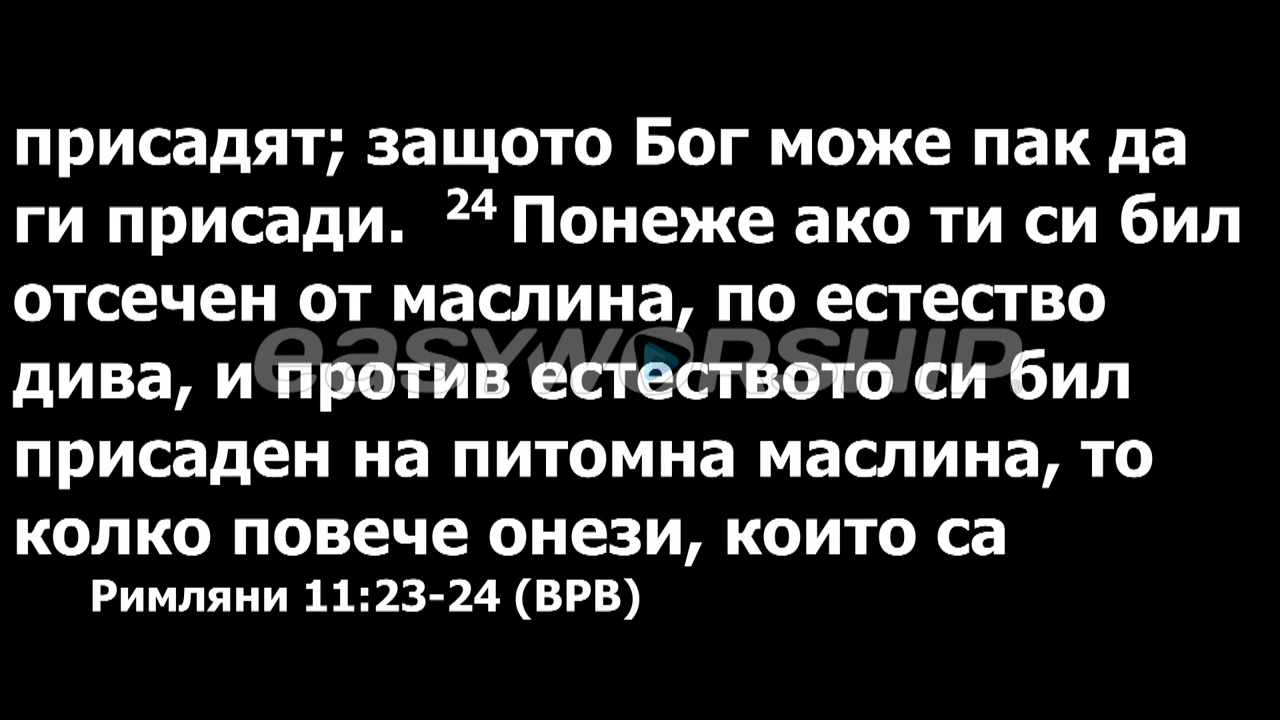 присадят; защото Бог може пак да
ги присади. 24 Понеже ако ти си бил
отсечен от маслина, по естество
дива, и против естеството си бил
присаден на питомна маслина, то
колко повече онези, които са
Римляни 11:23-24 (ВРВ)
easyworship